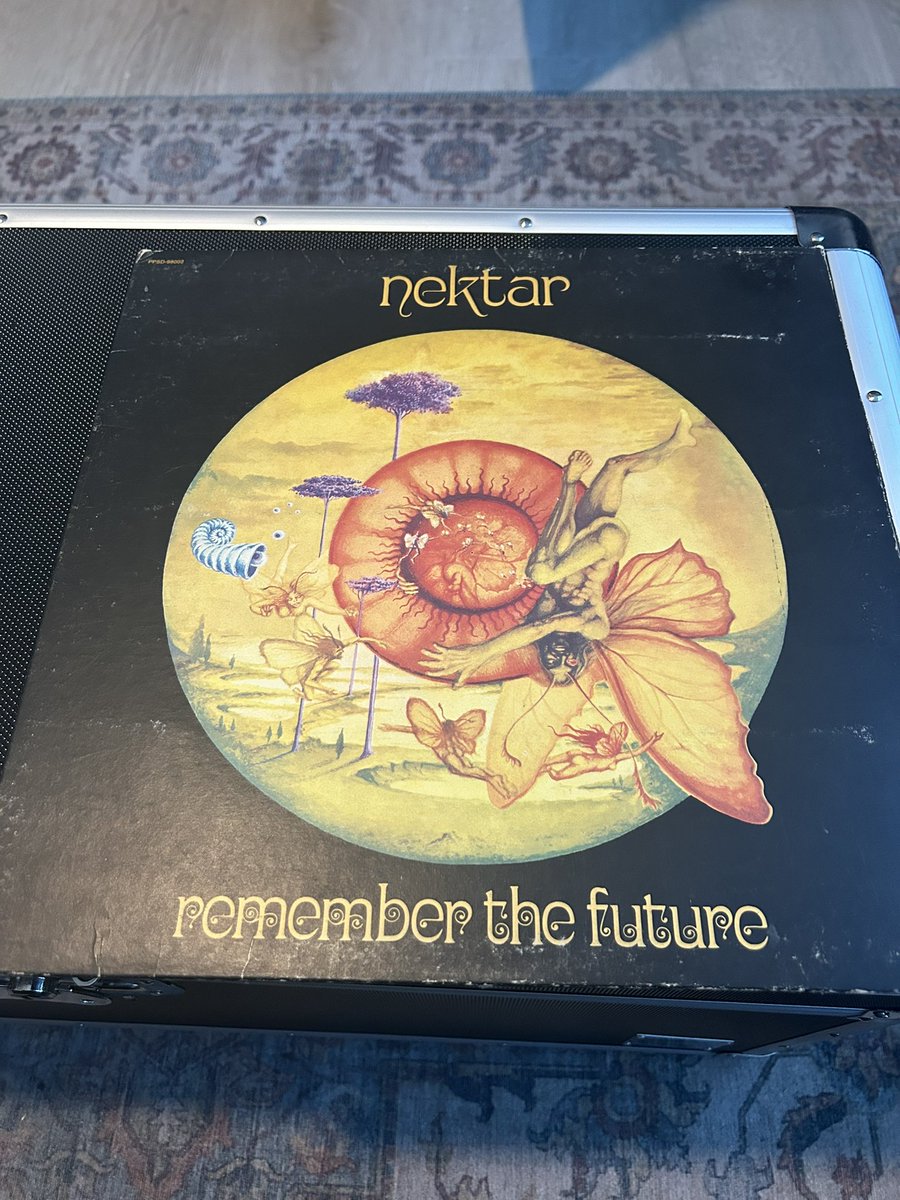 PPSD-98002
nektar
remember the future